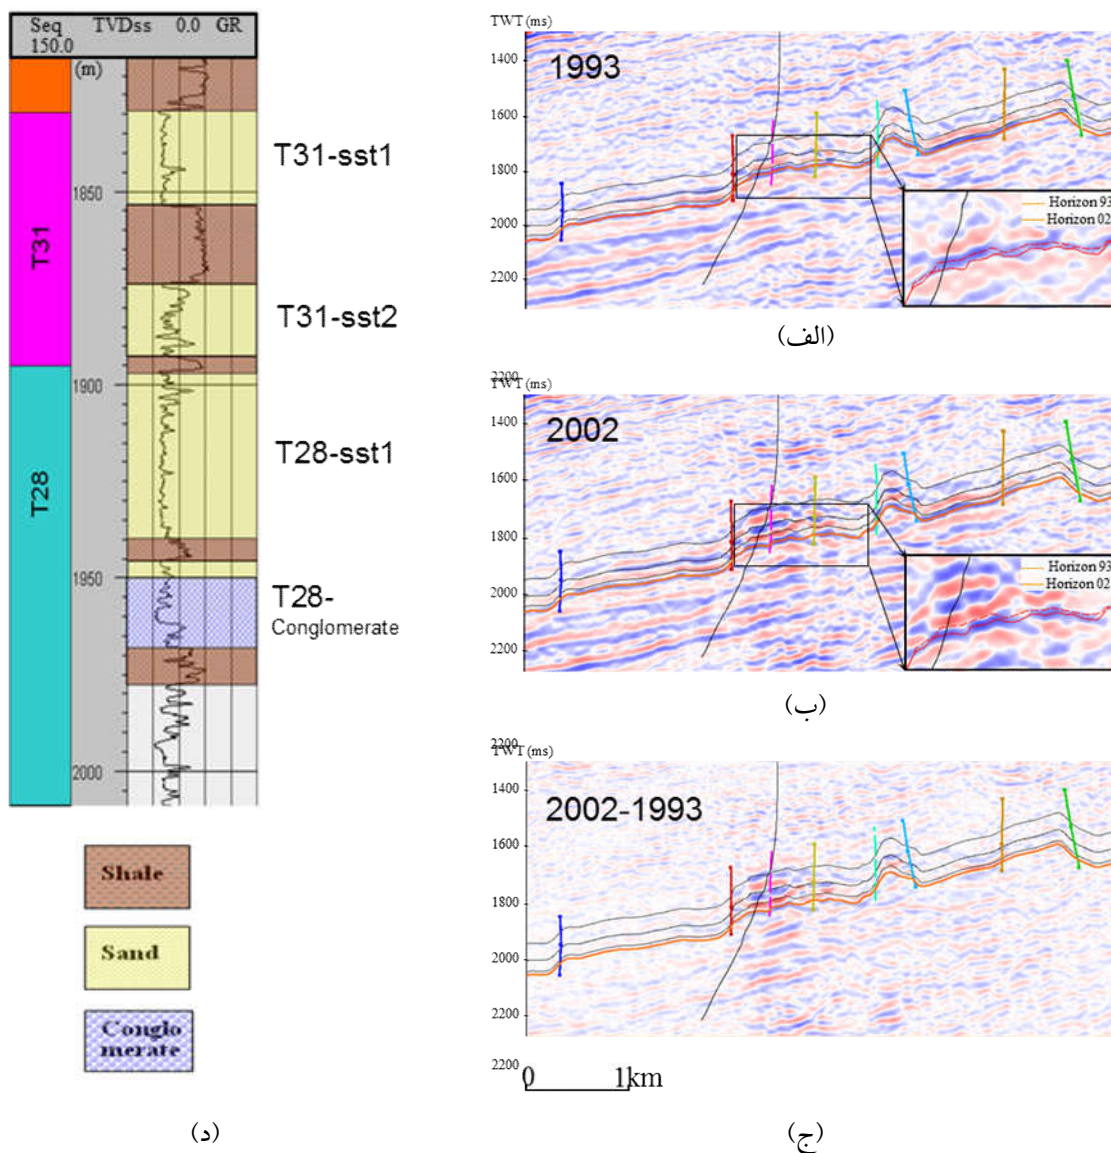 Seq TVDss 0.0 GR
150.0
(m)
1850
1900
1950
2000
T31
T28
T31-sst1
T31-sst2
T28-sst1
T28-
Conglomerate
Shale
Sand
Conglo
merate
(د)
TWT (ms)
1993
1400
1600
1800
2000
2200
Horizon 93
Horizon 02
(الف)
2200
TWT (ms)
2002
1400
1600
1800
2000
2200
Horizon 93
Horizon 02
(ب)
2200
TWT (ms)
2002-1993
1400
1600
1800
2000
2200
2200
0 1km
(ج)